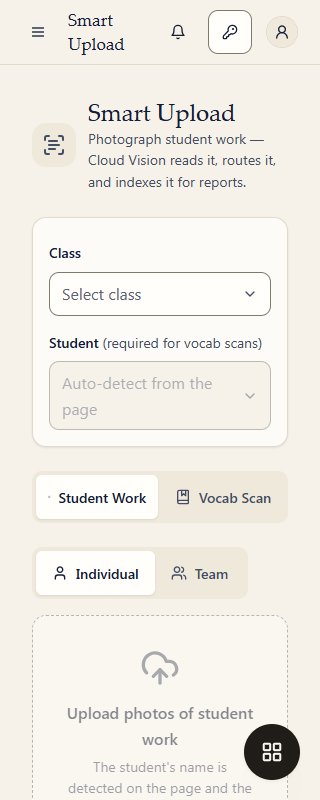 Smart
Upload
Smart Upload
Photograph student work —
Cloud Vision reads it, routes it,
and indexes it for reports.
Class
Select class
Student (required for vocab scans)
Auto-detect from the
page
Student Work
Vocab Scan
Individual
Team
Upload photos of student
work
The student's name is
detected on the page and the